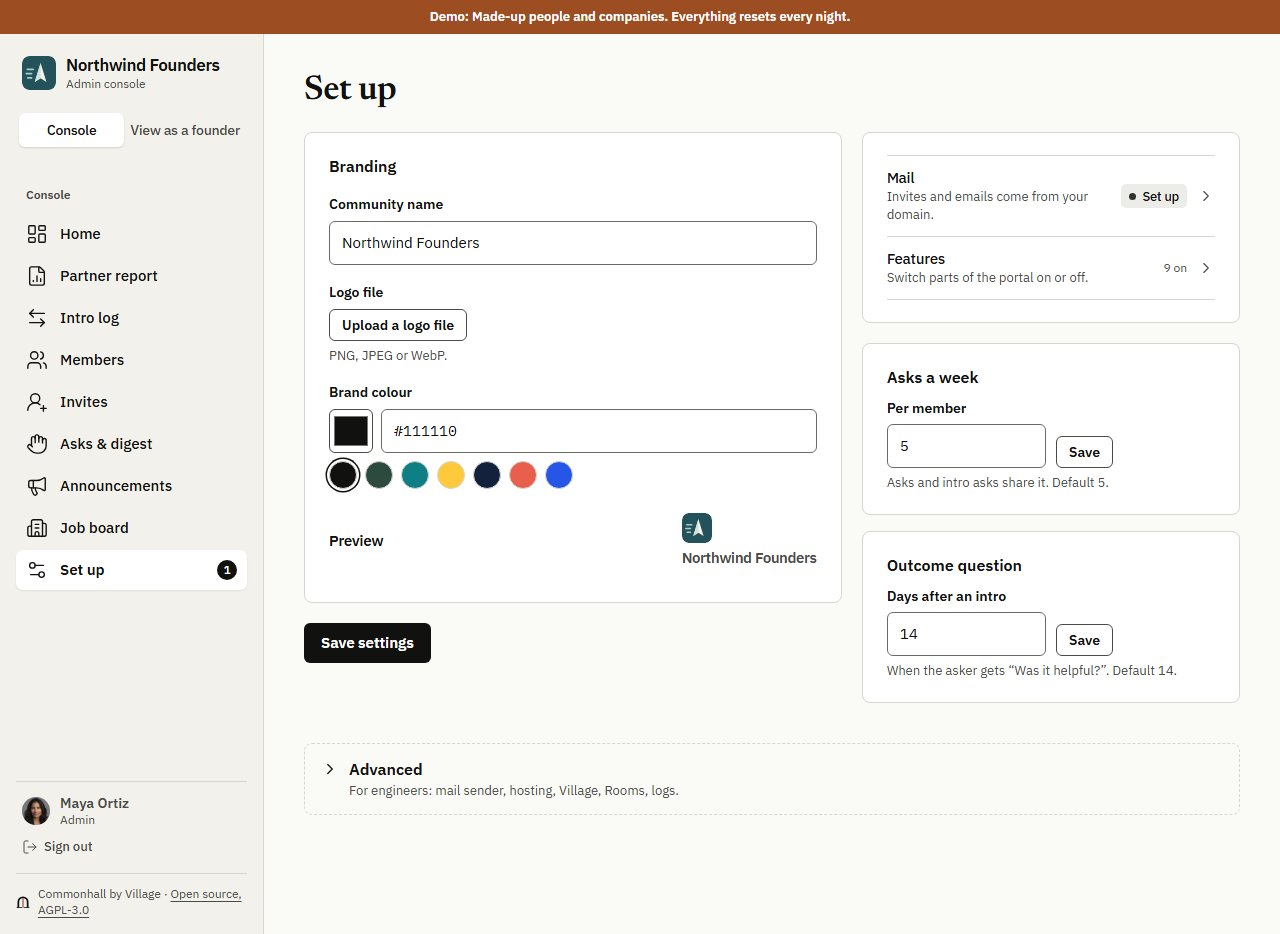 Demo: Made-up people and companies. Everything resets every night.
Northwind Founders
Admin console
Console
View as a founder
Console
Home
Partner report
Intro log
Members
Invites
Asks & digest
Announcements
Job board
Set up
1
Maya Ortiz
Admin
Sign out
Commonhall by Village · Open source,
AGPL-3.0
Set up
Branding
Community name
Northwind Founders
Logo file
Upload a logo file
PNG, JPEG or WebP.
Brand colour
#111110
Preview
Northwind Founders
Save settings
Mail
Invites and emails come from your
domain.
Set up
Features
Switch parts of the portal on or off.
9 on
Asks a week
Per member
5
Save
Asks and intro asks share it. Default 5.
Outcome question
Days after an intro
14
Save
When the asker gets “Was it helpful?”. Default 14.
Advanced
For engineers: mail sender, hosting, Village, Rooms, logs.